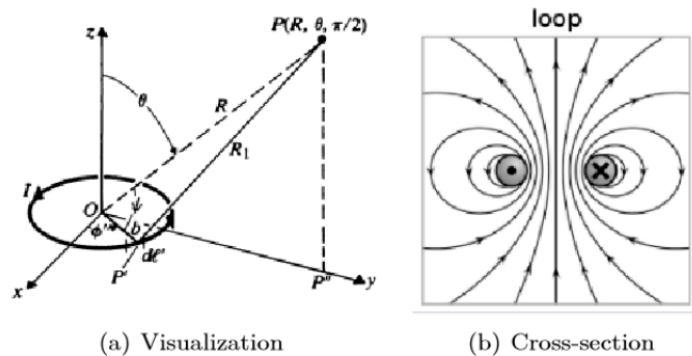 loop
z
P(R, θ, π/2)
θ
R
R₁
I
O
ψ
ϕ'
b
dℓ'
x
P'
P"
y
(a) Visualization
(b) Cross-section